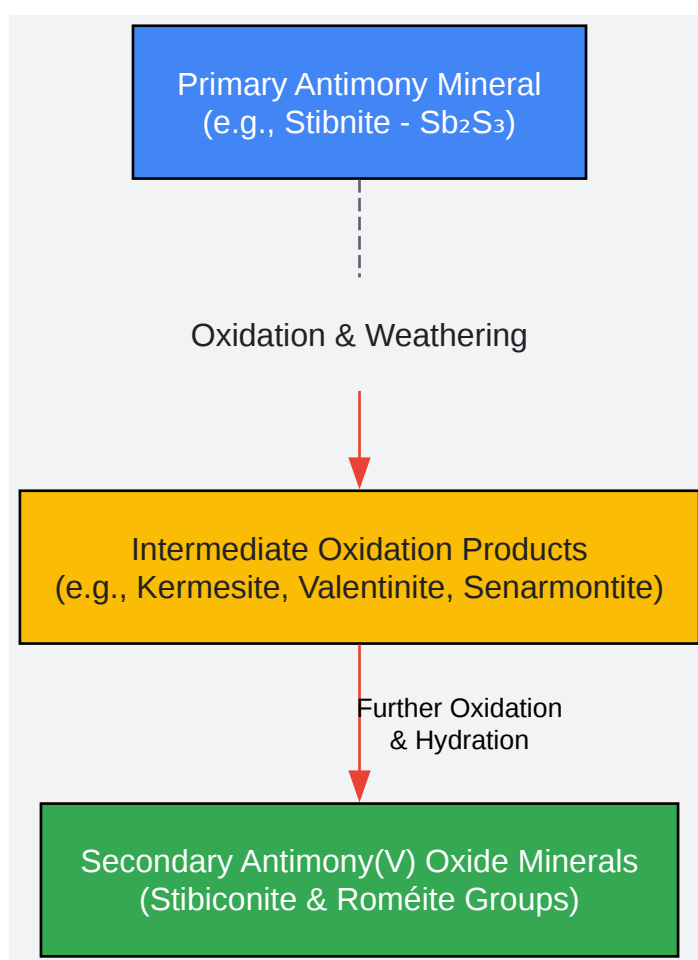 Primary Antimony Mineral
(e.g., Stibnite - Sb₂S₃)
Oxidation & Weathering
Intermediate Oxidation Products
(e.g., Kermesite, Valentinite, Senarmontite)
Further Oxidation
& Hydration
Secondary Antimony(V) Oxide Minerals
(Stibiconite & Roméite Groups)